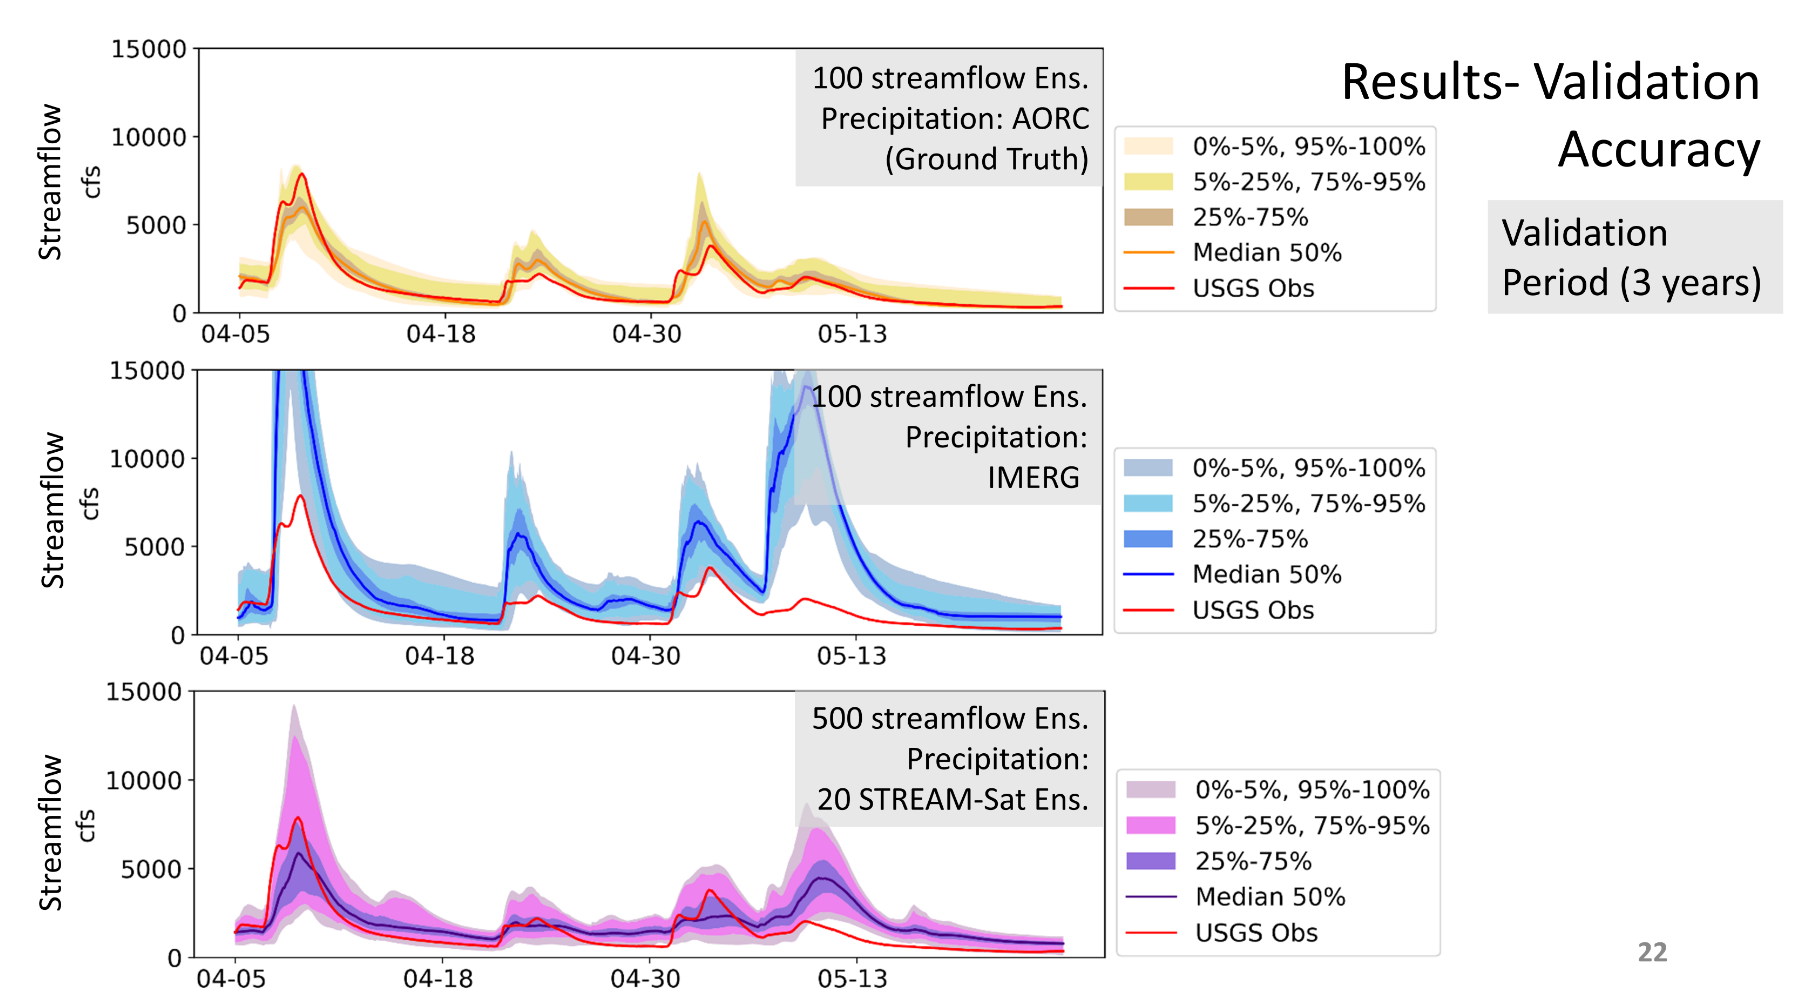 Results- Validation
Accuracy
Validation
Period (3 years)
15000
10000
5000
0
Streamflow
cfs
04-05
04-18
04-30
05-13
100 streamflow Ens.
Precipitation: AORC
(Ground Truth)
0%-5%, 95%-100%
5%-25%, 75%-95%
25%-75%
Median 50%
USGS Obs
15000
10000
5000
0
Streamflow
cfs
04-05
04-18
04-30
05-13
100 streamflow Ens.
Precipitation:
IMERG
0%-5%, 95%-100%
5%-25%, 75%-95%
25%-75%
Median 50%
USGS Obs
15000
10000
5000
0
Streamflow
cfs
04-05
04-18
04-30
05-13
500 streamflow Ens.
Precipitation:
20 STREAM-Sat Ens.
0%-5%, 95%-100%
5%-25%, 75%-95%
25%-75%
Median 50%
USGS Obs
22